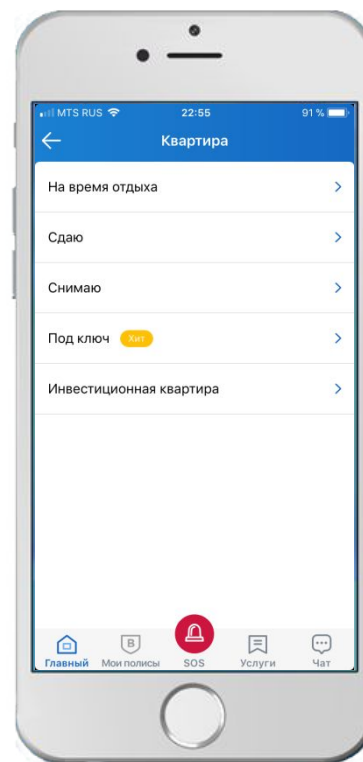 MTS RUS 22:55 91 %
Квартира
На время отдыха
Сдаю
Снимаю
Под ключ Хит
Инвестиционная квартира
В
Главный Мои полисы SOS Услуги Чат